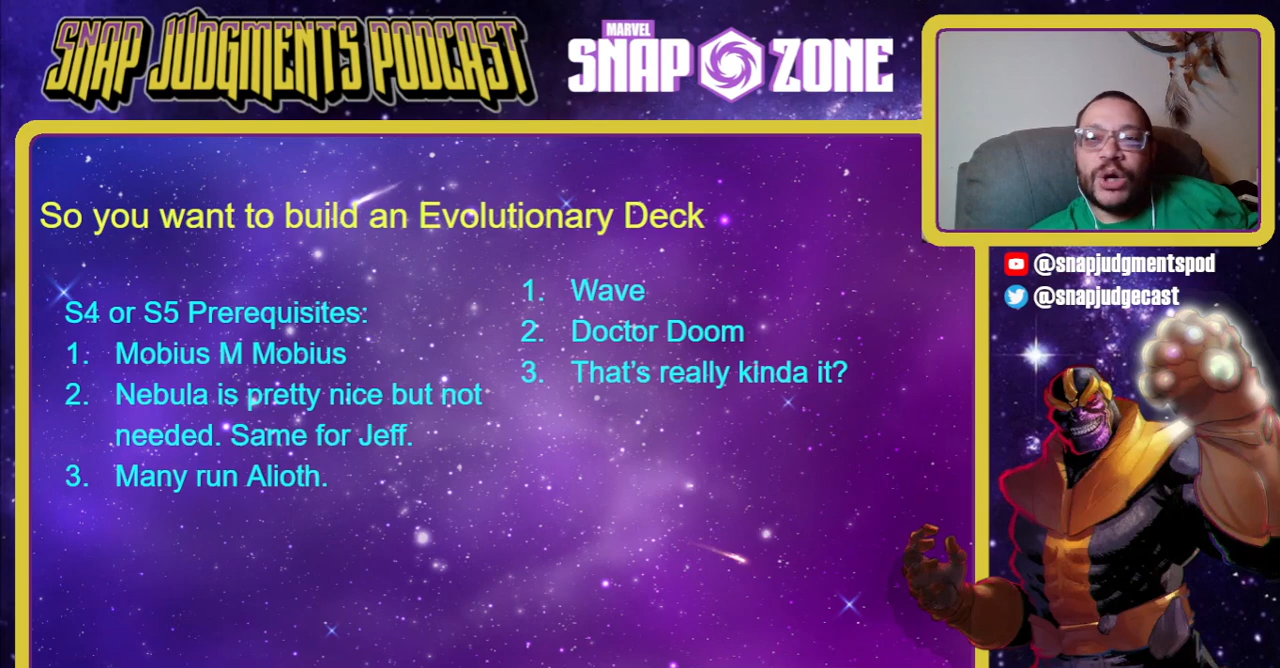 SNAP JUDGMENTS PODCAST
MARVEL
SNAP ZONE
So you want to build an Evolutionary Deck
S4 or S5 Prerequisites:
1. Mobius M Mobius
2. Nebula is pretty nice but not
needed. Same for Jeff.
3. Many run Alioth.
1. Wave
2. Doctor Doom
3. That's really kinda it?
@snapjudgmentspod
@snapjudgecast